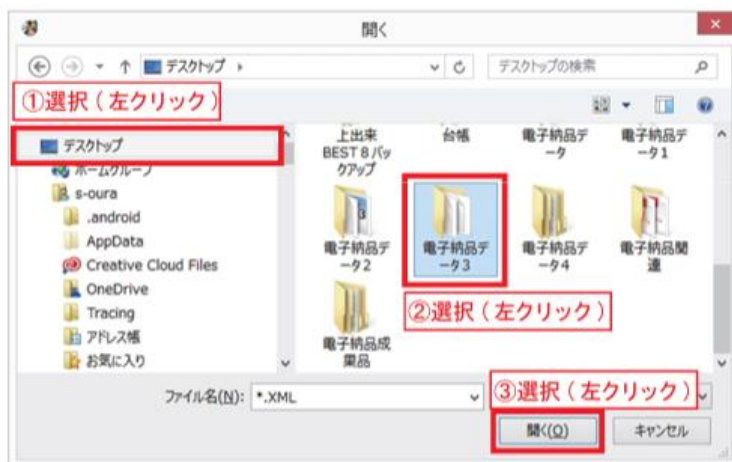 開く
デスクトップ
デスクトップの検索
①選択(左クリック)
デスクトップ
ホームグループ
s-oura
.android
AppData
Creative Cloud Files
OneDrive
Tracing
アドレス帳
お気に入り
上出来
BEST 8 バッ
クアップ
台帳
電子納品デ
ータ
電子納品デ
ータ1
電子納品デ
ータ2
電子納品デ
ータ3
電子納品デ
ータ4
電子納品関
連
②選択(左クリック)
電子納品成
果品
ファイル名(N): *.XML
③選択(左クリック)
開く(O)
キャンセル